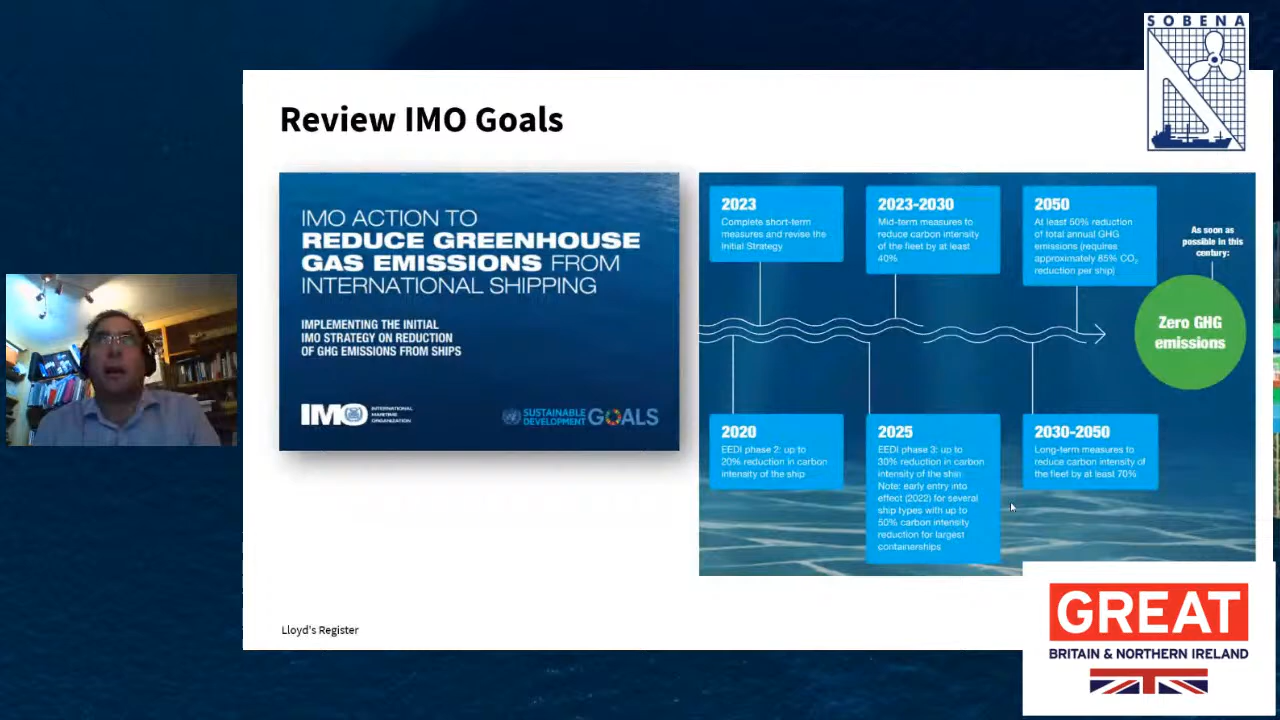 SOBENA
Review IMO Goals
IMO ACTION TO
REDUCE GREENHOUSE
GAS EMISSIONS FROM
INTERNATIONAL SHIPPING
IMPLEMENTING THE INITIAL
IMO STRATEGY ON REDUCTION
OF GHG EMISSIONS FROM SHIPS
IMO
INTERNATIONAL
MARITIME
ORGANIZATION
SUSTAINABLE
DEVELOPMENT
GOALS
2023
Complete short-term
measures and revise the
Initial Strategy
2023-2030
Mid-term measures to
reduce carbon intensity
of the fleet by at least
40%
2050
At least 50% reduction
of total annual GHG
emissions (requires
approximately 85% CO₂
reduction per ship)
As soon as
possible in this
century:
Zero GHG
emissions
2020
EEDI phase 2: up to
20% reduction in carbon
intensity of the ship
2025
EEDI phase 3: up to
30% reduction in carbon
intensity of the ship
Note: early entry into
effect (2022) for several
ship types with up to
50% carbon intensity
reduction for largest
containerships
2030-2050
Long-term measures to
reduce carbon intensity of
the fleet by at least 70%
Lloyd's Register
GREAT
BRITAIN & NORTHERN IRELAND